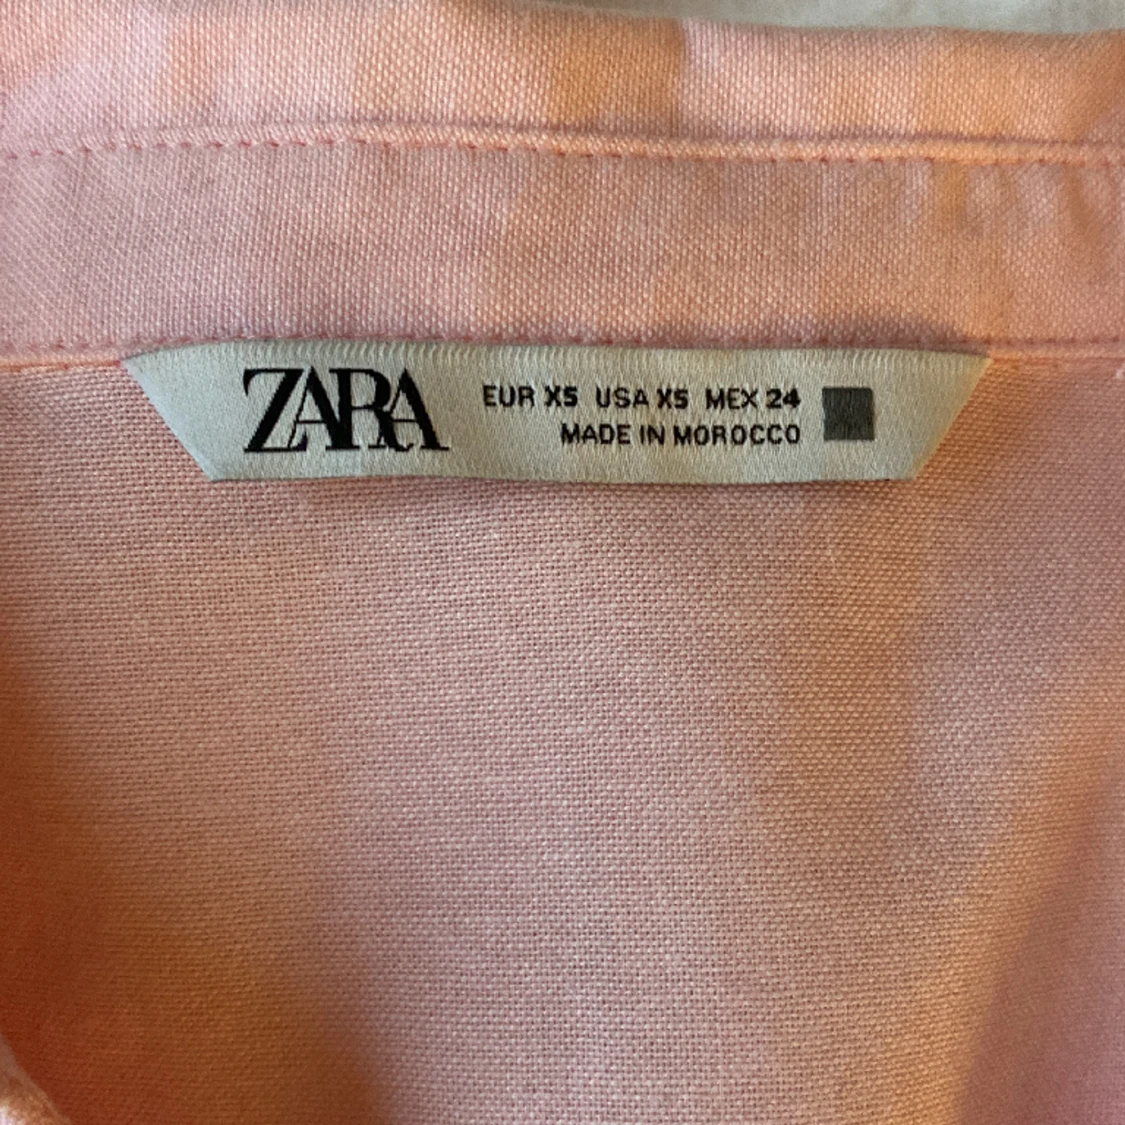 ZARA
EUR XS USA XS MEX 24
MADE IN MOROCCO